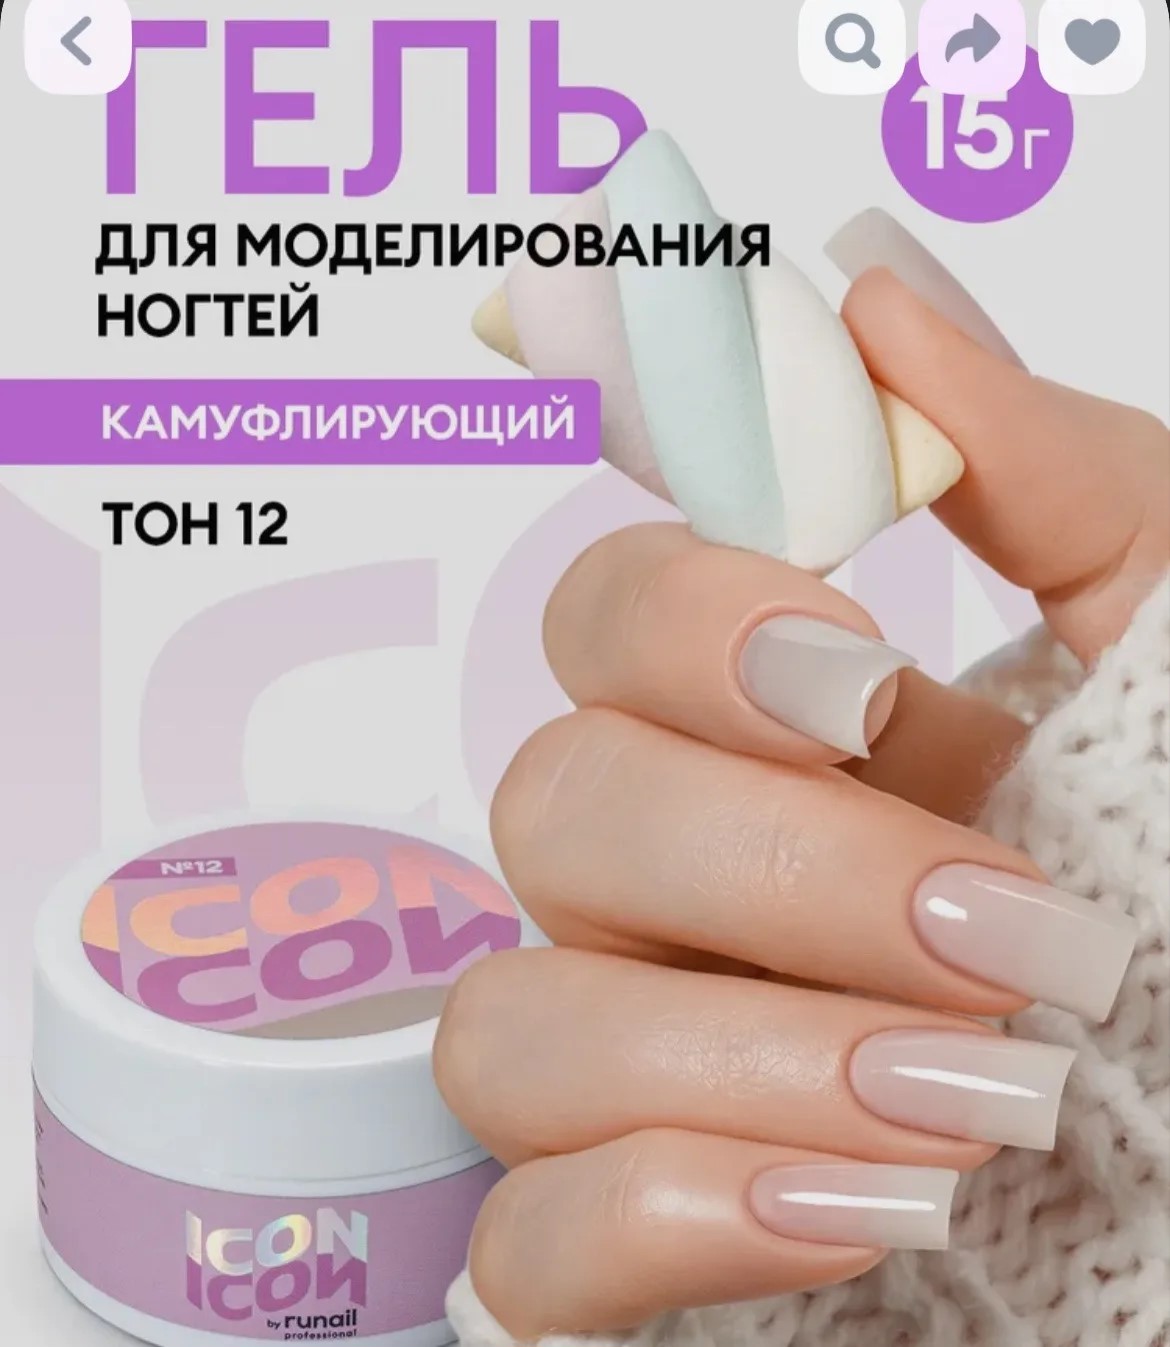 ГЕЛЬ
15г
ДЛЯ МОДЕЛИРОВАНИЯ
НОГТЕЙ
КАМУФЛИРУЮЩИЙ
ТОН 12
№12
ICON
ICON
ICON
ICON
by runail
professional